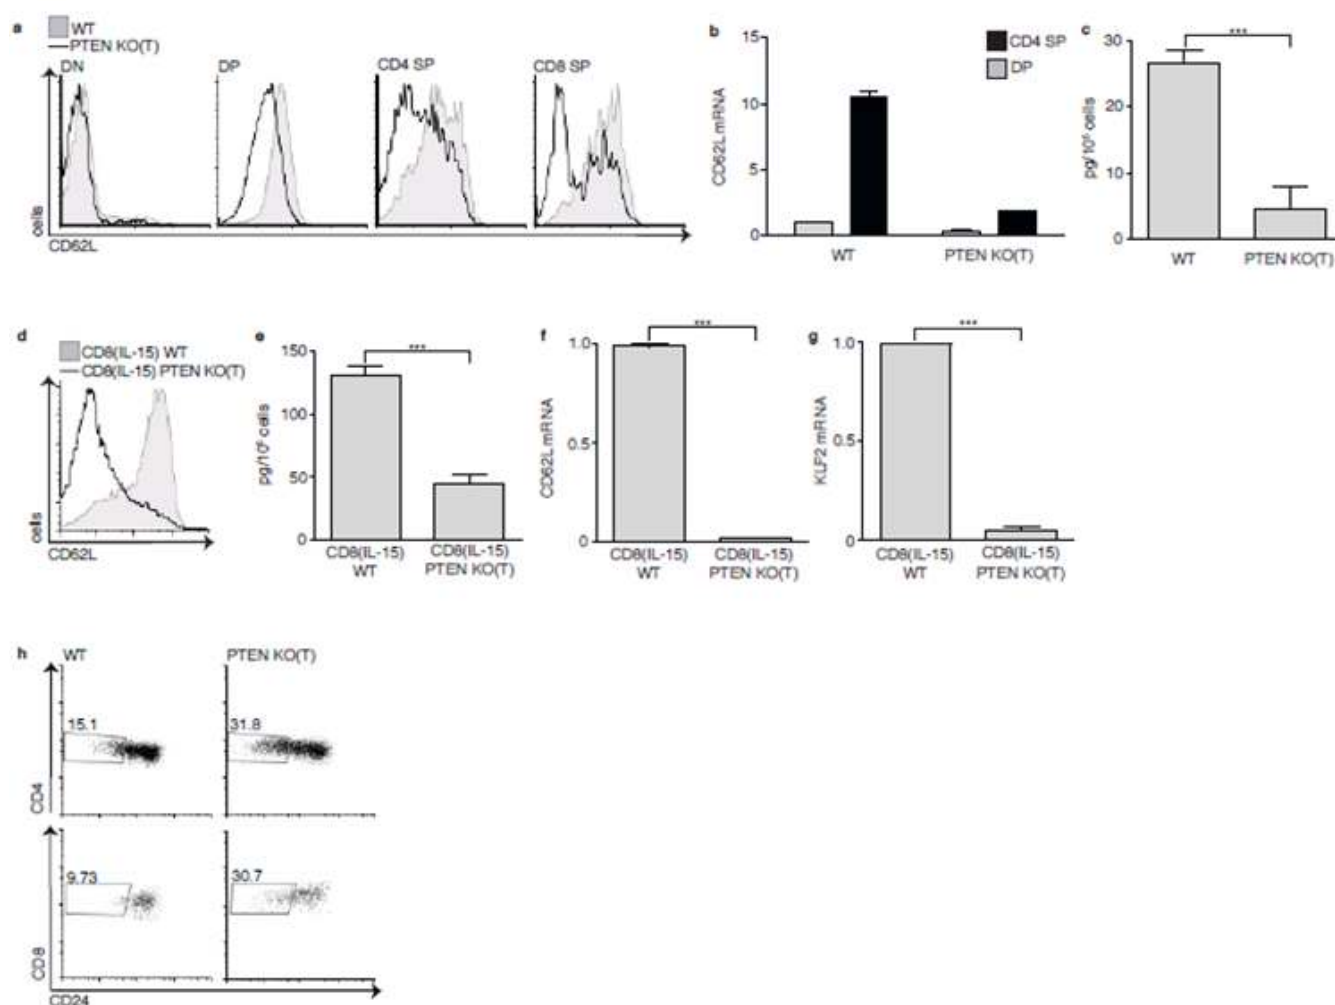 a
WT
PTEN KO(T)
DN
DP
CD4 SP
CD8 SP
cells
CD62L
b
15
10
5
0
CD62L mRNA
CD4 SP
DP
WT
PTEN KO(T)
c
***
30
20
10
0
pg/10⁶ cells
WT
PTEN KO(T)
d
CD8(IL-15) WT
CD8(IL-15) PTEN KO(T)
cells
CD62L
e
***
150
100
50
0
pg/10⁶ cells
CD8(IL-15)
WT
CD8(IL-15)
PTEN KO(T)
f
***
1.0
0.5
0
CD62L mRNA
CD8(IL-15)
WT
CD8(IL-15)
PTEN KO(T)
g
***
1.0
0.5
0
KLF2 mRNA
CD8(IL-15)
WT
CD8(IL-15)
PTEN KO(T)
h
WT
PTEN KO(T)
15.1
31.8
CD4
9.73
30.7
CD8
CD24